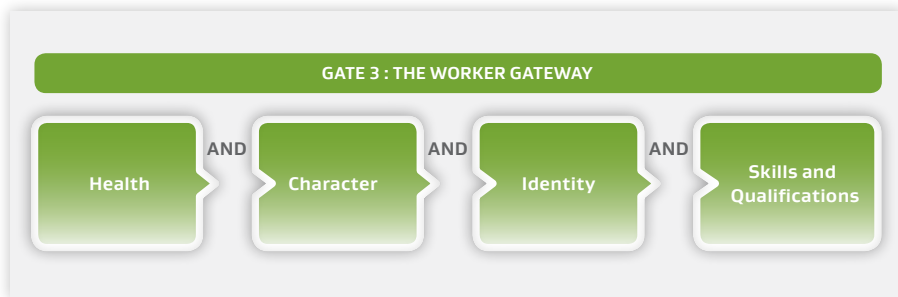 GATE 3 : THE WORKER GATEWAY
Health
AND
Character
AND
Identity
AND
Skills and
Qualifications